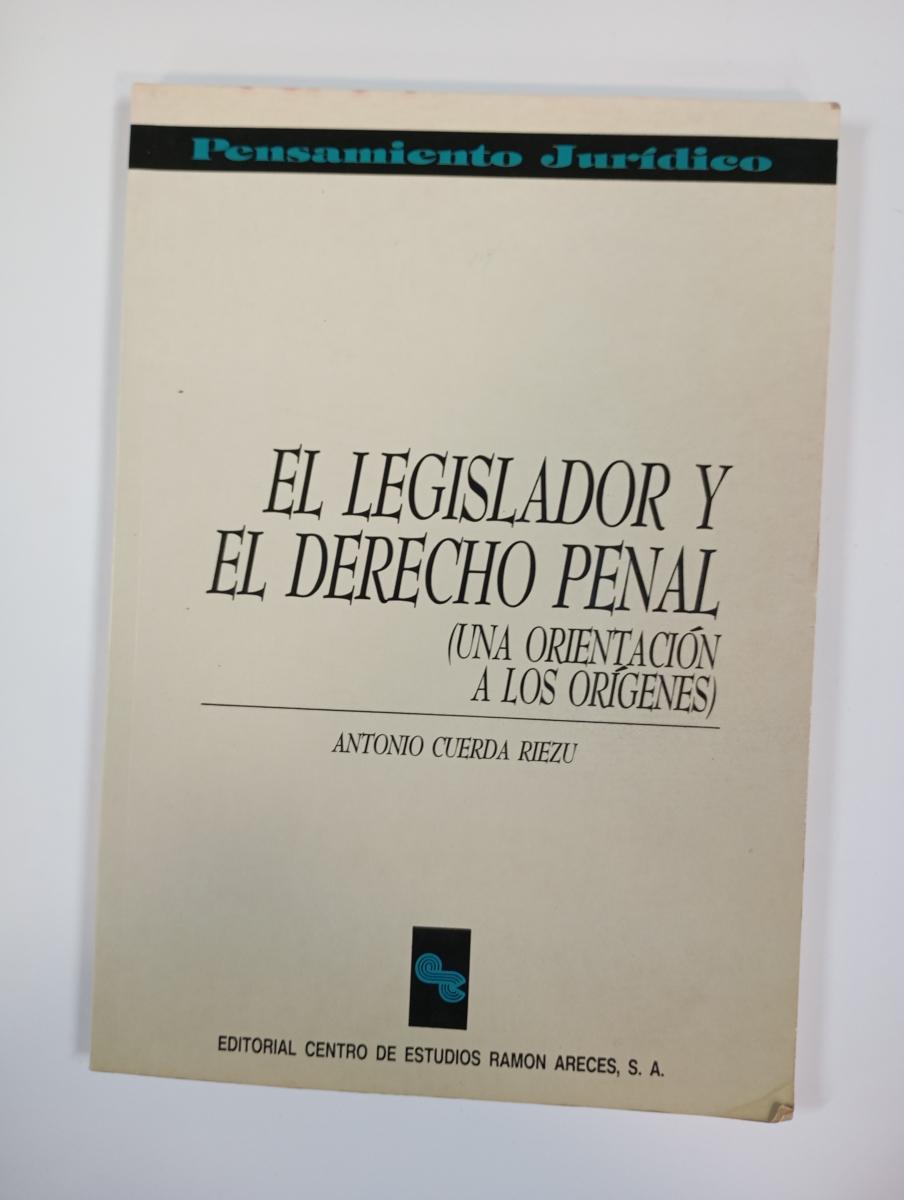 Pensamiento Jurídico
EL LEGISLADOR Y
EL DERECHO PENAL
(UNA ORIENTACIÓN
A LOS ORÍGENES)
ANTONIO CUERDA RIEZU
EDITORIAL CENTRO DE ESTUDIOS RAMON ARECES, S. A.